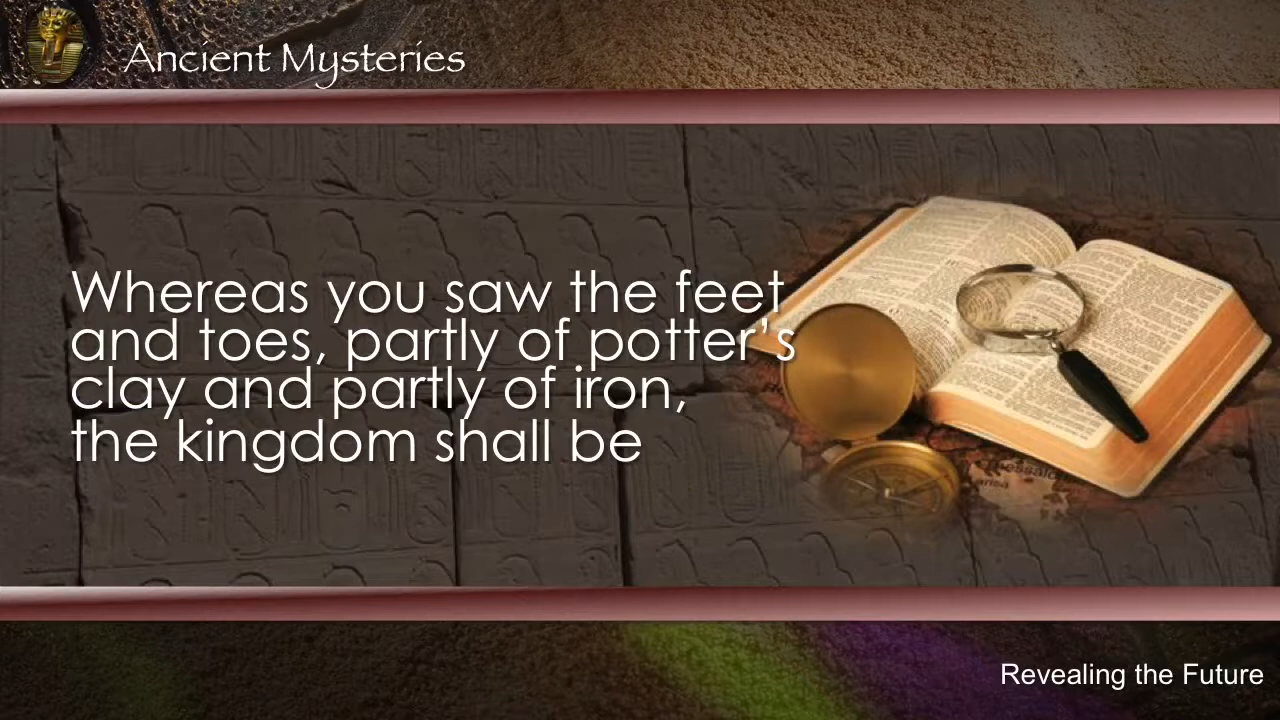 Ancient Mysteries
Whereas you saw the feet
and toes, partly of potter’s
clay and partly of iron,
the kingdom shall be
Revealing the Future